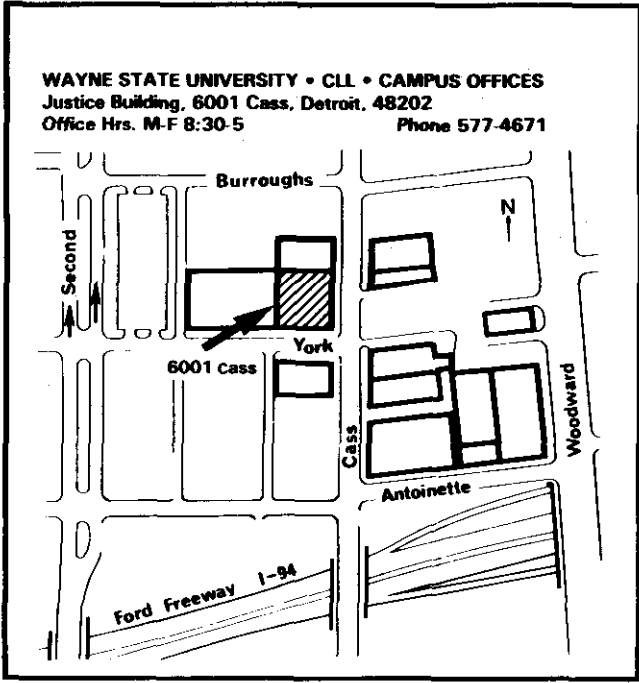 WAYNE STATE UNIVERSITY • CLL • CAMPUS OFFICES
Justice Building, 6001 Cass, Detroit, 48202
Office Hrs. M-F 8:30-5 Phone 577-4671
Burroughs
N
Second
York
6001 Cass
Cass
Woodward
Antoinette
Ford Freeway I-94